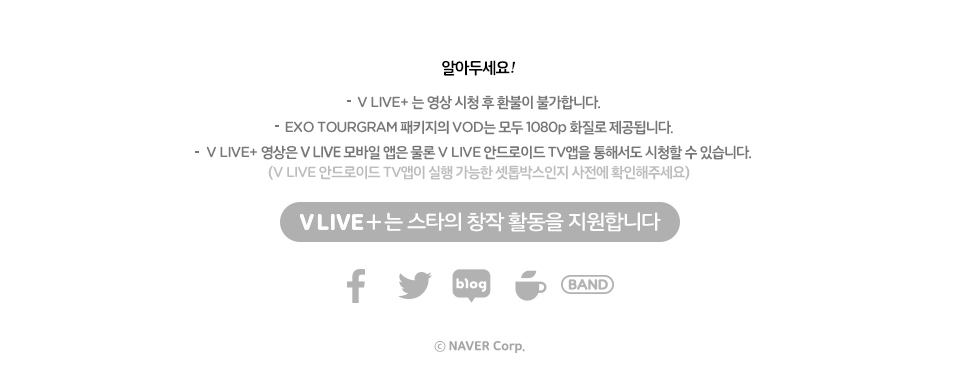 알아두세요!
- V LIVE+ 는 영상 시청 후 환불이 불가합니다.
- EXO TOURGRAM 패키지의 VOD는 모두 1080p 화질로 제공됩니다.
- V LIVE+ 영상은 V LIVE 모바일 앱은 물론 V LIVE 안드로이드 TV앱을 통해서도 시청할 수 있습니다.
(V LIVE 안드로이드 TV앱이 실행 가능한 셋톱박스인지 사전에 확인해주세요)
V LIVE+는 스타의 창작 활동을 지원합니다
blog BAND
ⓒ NAVER Corp.